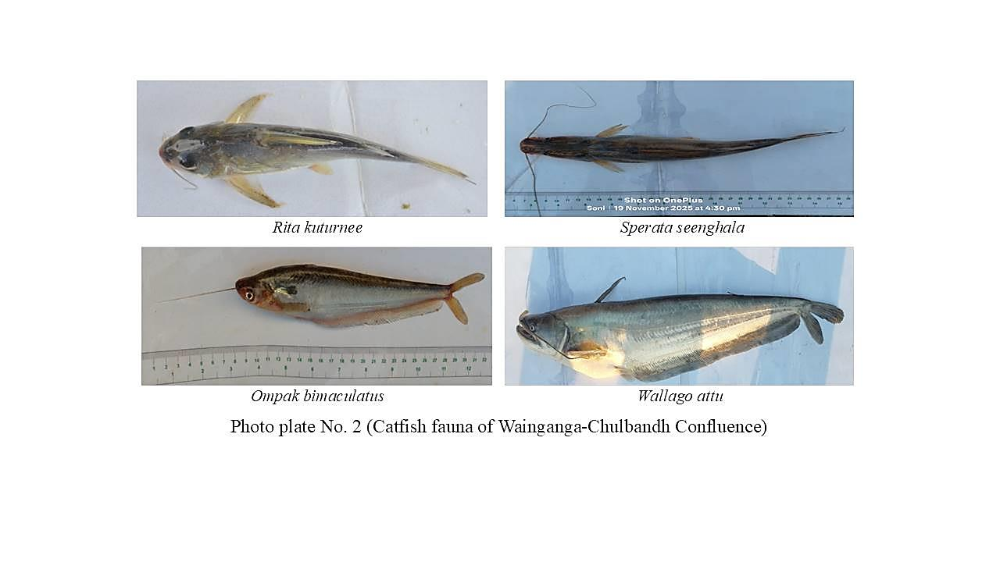 Shot on OnePlus
Soni | 19 November 2025 at 4:30 pm
Rita kuturnee
Sperata seenghala
Ompak bimaculatus
Wallago attu
Photo plate No. 2 (Catfish fauna of Wainganga-Chulbandh Confluence)